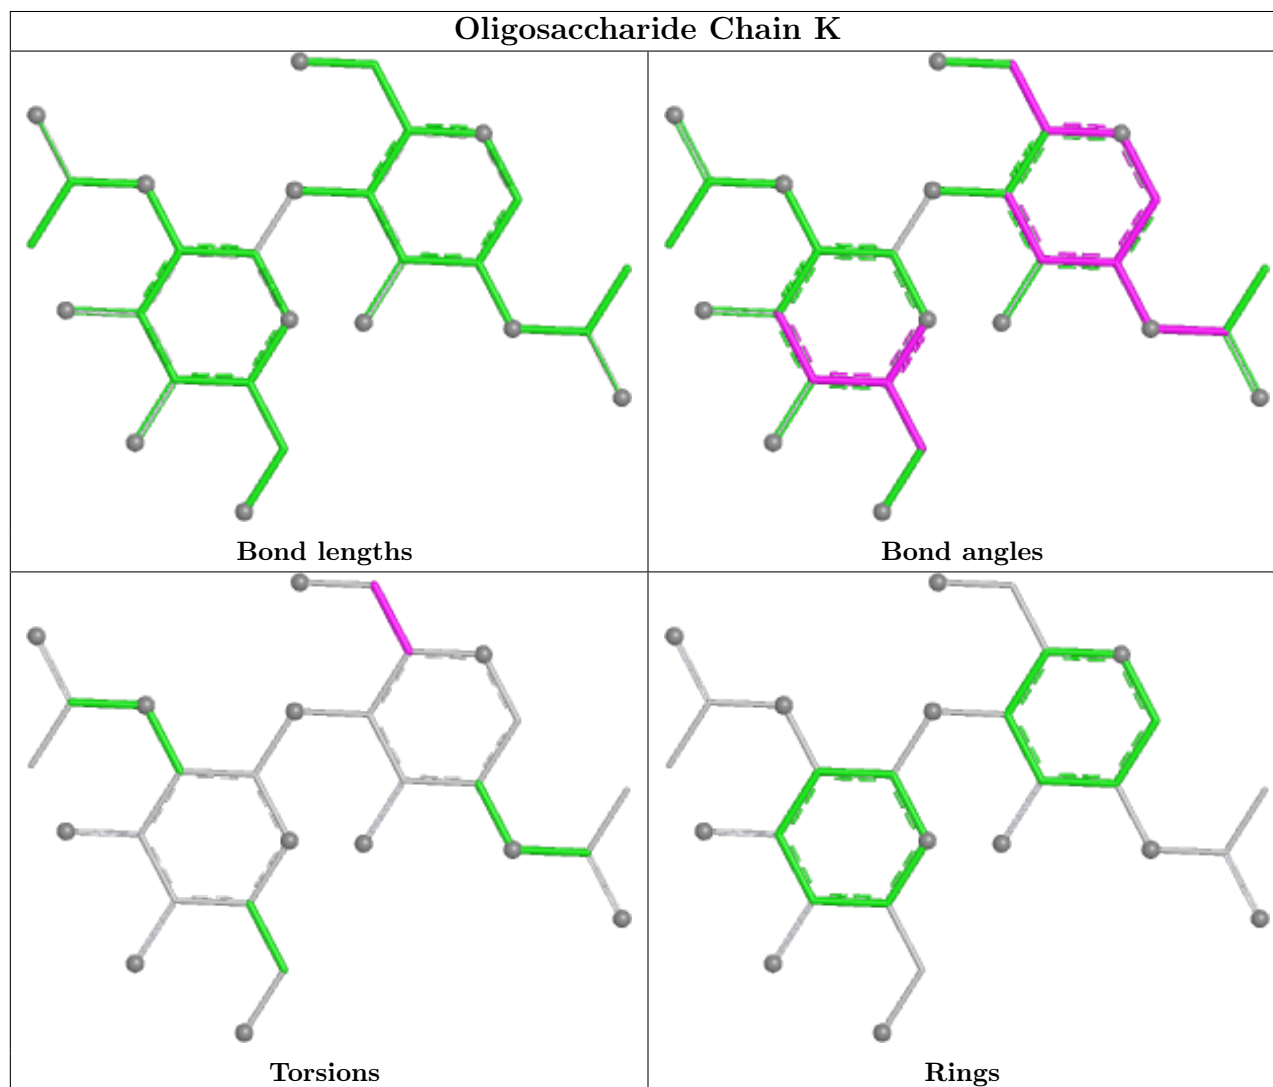 Oligosaccharide Chain K
Bond lengths
Bond angles
Torsions
Rings